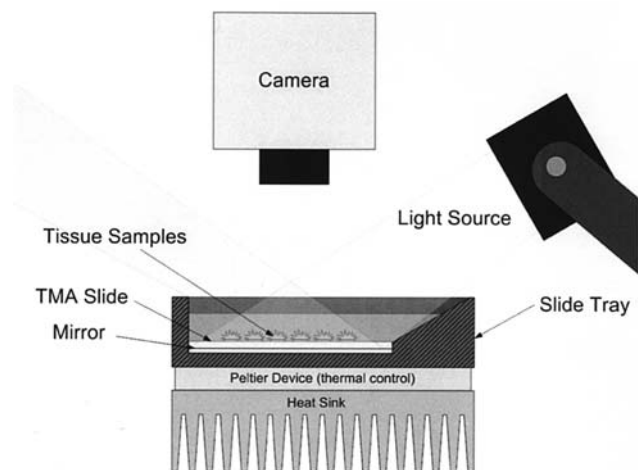 Camera
Light Source
Tissue Samples
TMA Slide
Slide Tray
Mirror
Peltier Device (thermal control)
Heat Sink